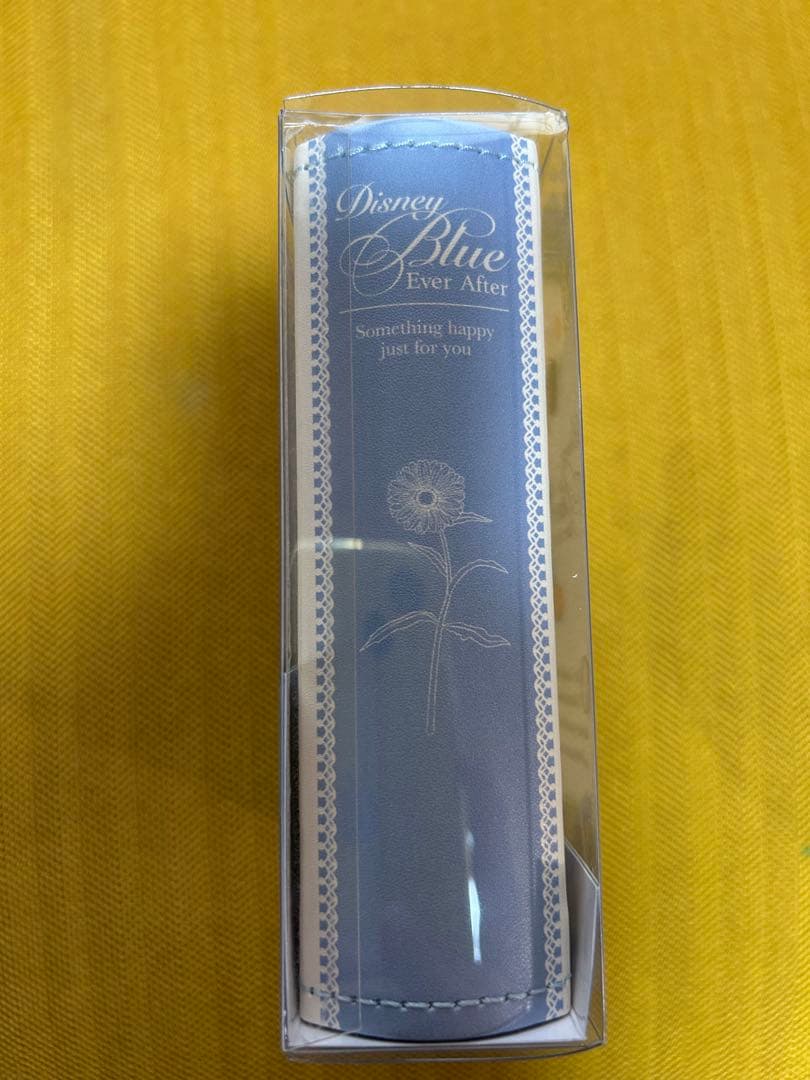 Disney
Blue
Ever After
Something happy
just for you